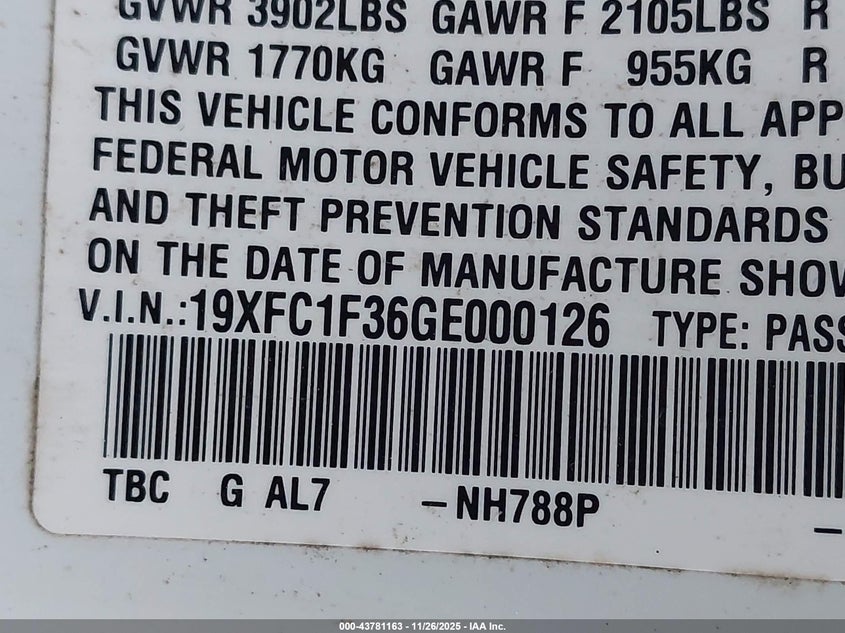 GVWR 3902LBS GAWR F 2105LBS R
GVWR 1770KG GAWR F 955KG R
THIS VEHICLE CONFORMS TO ALL APP
FEDERAL MOTOR VEHICLE SAFETY, BU
AND THEFT PREVENTION STANDARDS
ON THE DATE OF MANUFACTURE SHOW
V.I.N.:19XFC1F36GE000126 TYPE: PASS
TBC G AL7 -NH788P -
000-43781163 - 11/26/2025 - IAA Inc.